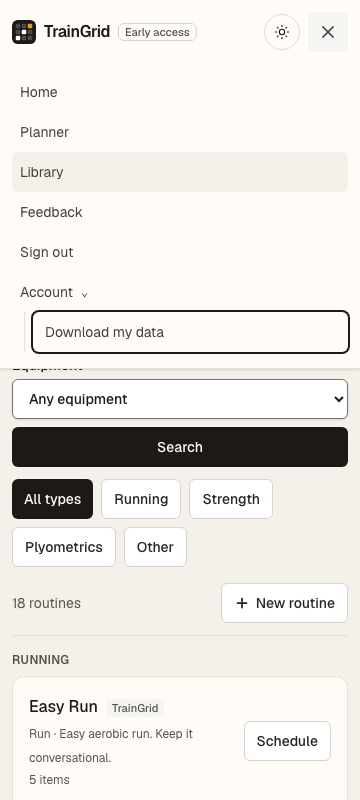 TrainGrid Early access
Home
Planner
Library
Feedback
Sign out
Account
Download my data
Equipment
Any equipment
Search
All types Running Strength
Plyometrics Other
18 routines + New routine
RUNNING
Easy Run TrainGrid
Run · Easy aerobic run. Keep it
conversational.
5 items
Schedule